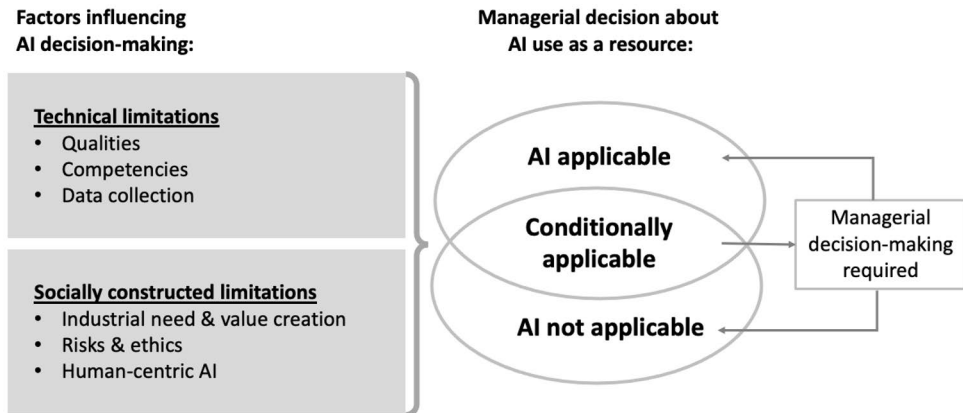 Factors influencing
AI decision-making:
Technical limitations
• Qualities
• Competencies
• Data collection
Socially constructed limitations
• Industrial need & value creation
• Risks & ethics
• Human-centric AI
Managerial decision about
AI use as a resource:
AI applicable
Conditionally
applicable
AI not applicable
Managerial
decision-making
required